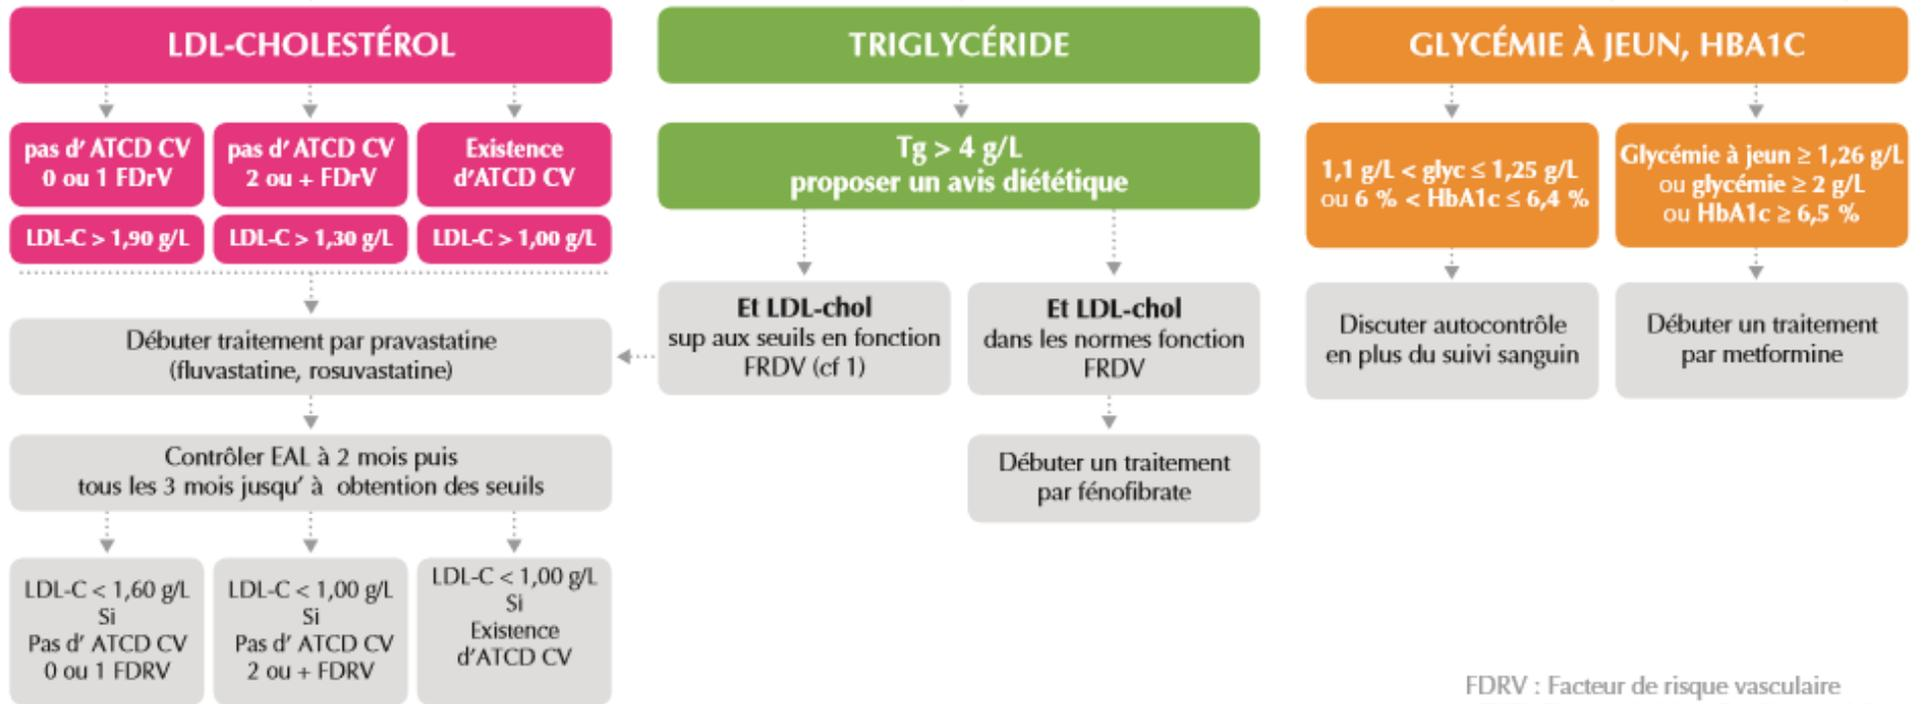 LDL-CHOLESTÉROL
pas d' ATCD CV
0 ou 1 FDrV
pas d' ATCD CV
2 ou + FDrV
Existence
d'ATCD CV
LDL-C > 1,90 g/L
LDL-C > 1,30 g/L
LDL-C > 1,00 g/L
Débuter traitement par pravastatine
(fluvastatine, rosuvastatine)
Contrôler EAL à 2 mois puis
tous les 3 mois jusqu' à obtention des seuils
LDL-C < 1,60 g/L
Si
Pas d' ATCD CV
0 ou 1 FDRV
LDL-C < 1,00 g/L
Si
Pas d' ATCD CV
2 ou + FDRV
LDL-C < 1,00 g/L
Si
Existence
d'ATCD CV
TRIGLYCÉRIDE
Tg > 4 g/L
proposer un avis diététique
Et LDL-chol
sup aux seuils en fonction
FRDV (cf 1)
Et LDL-chol
dans les normes fonction
FRDV
Débuter un traitement
par fénofibrate
GLYCÉMIE À JEUN, HBA1C
1,1 g/L < glyc ≤ 1,25 g/L
ou 6 % < HbA1c ≤ 6,4 %
Glycémie à jeun ≥ 1,26 g/L
ou glycémie ≥ 2 g/L
ou HbA1c ≥ 6,5 %
Discuter autocontrôle
en plus du suivi sanguin
Débuter un traitement
par metformine
FDRV : Facteur de risque vasculaire